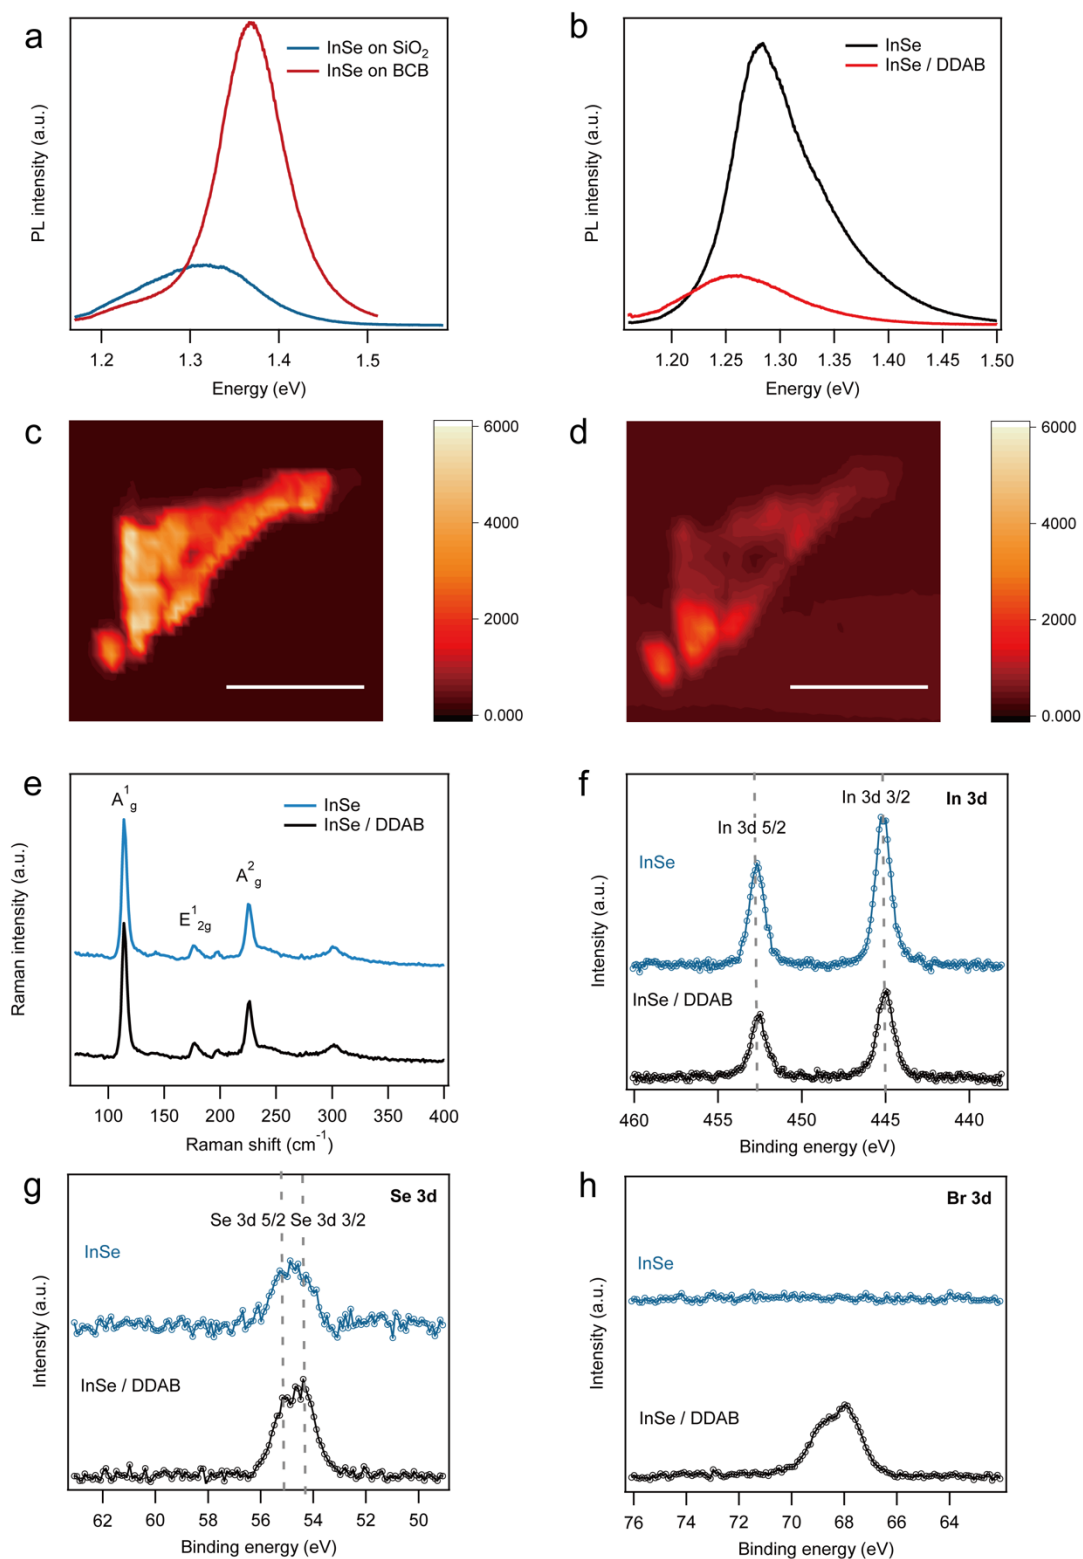 a
InSe on SiO₂
InSe on BCB
PL intensity (a.u.)
1.2 1.3 1.4 1.5
Energy (eV)
b
InSe
InSe / DDAB
PL intensity (a.u.)
1.20 1.25 1.30 1.35 1.40 1.45 1.50
Energy (eV)
c
6000
4000
2000
0.000
d
6000
4000
2000
0.000
e
A¹g
E¹2g
A²g
InSe
InSe / DDAB
Raman intensity (a.u.)
100 150 200 250 300 350 400
Raman shift (cm⁻¹)
f
In 3d 3/2
In 3d
In 3d 5/2
InSe
InSe / DDAB
Intensity (a.u.)
460 455 450 445 440
Binding energy (eV)
g
Se 3d
Se 3d 5/2 Se 3d 3/2
InSe
InSe / DDAB
Intensity (a.u.)
62 60 58 56 54 52 50
Binding energy (eV)
h
Br 3d
InSe
InSe / DDAB
Intensity (a.u.)
76 74 72 70 68 66 64
Binding energy (eV)